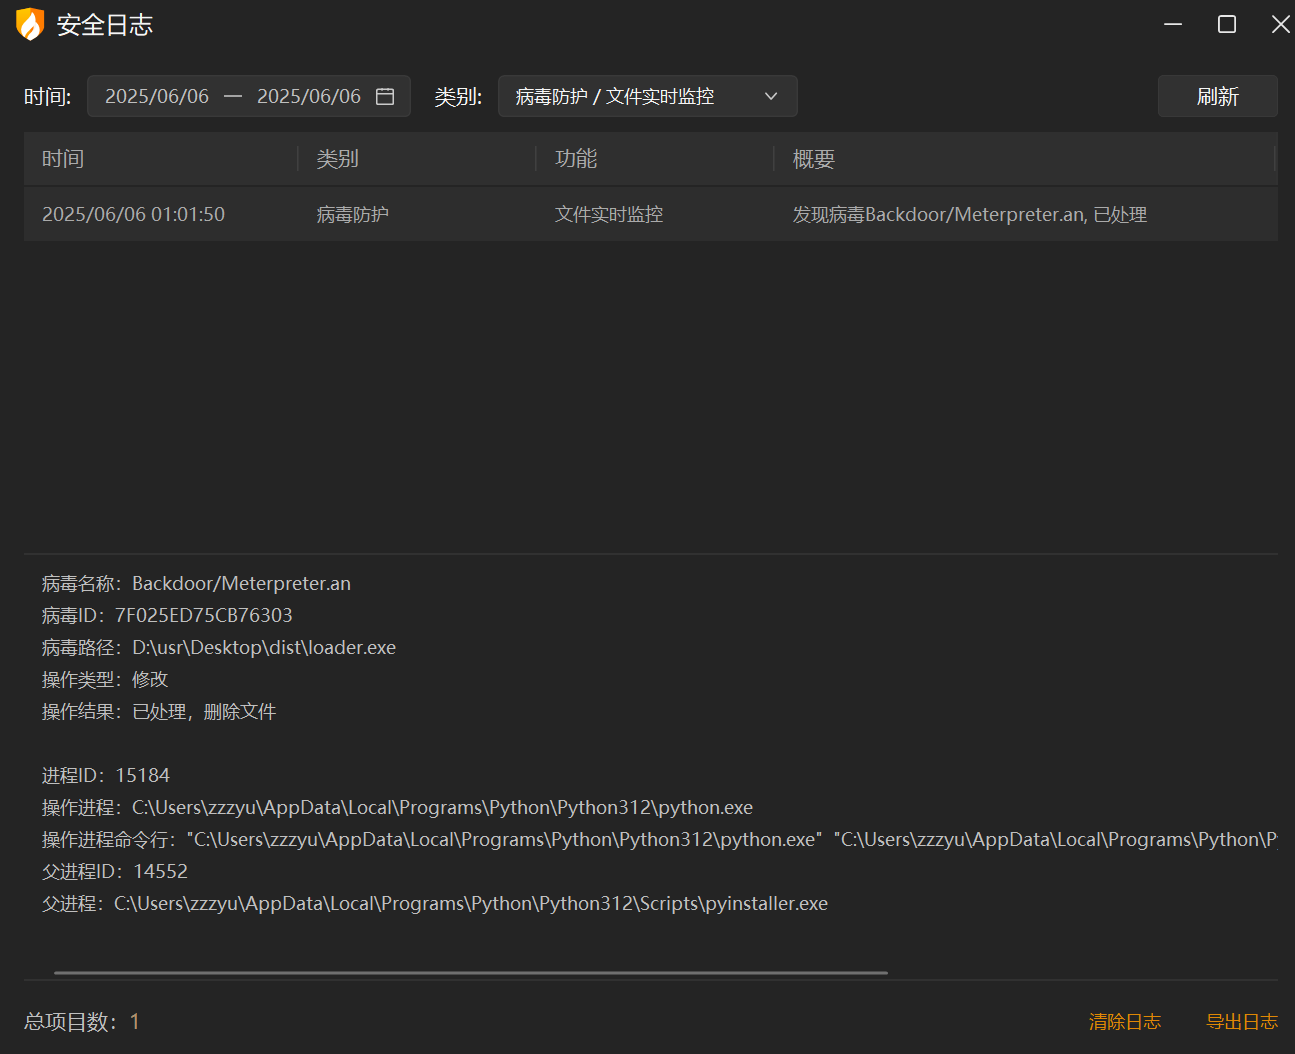 安全日志
时间: 2025/06/06 — 2025/06/06 类别: 病毒防护 / 文件实时监控 刷新
时间 类别 功能 概要
2025/06/06 01:01:50 病毒防护 文件实时监控 发现病毒Backdoor/Meterpreter.an, 已处理
病毒名称：Backdoor/Meterpreter.an
病毒ID：7F025ED75CB76303
病毒路径：D:\usr\Desktop\dist\loader.exe
操作类型：修改
操作结果：已处理，删除文件
进程ID：15184
操作进程：C:\Users\zzzyu\AppData\Local\Programs\Python\Python312\python.exe
操作进程命令行："C:\Users\zzzyu\AppData\Local\Programs\Python\Python312\python.exe" "C:\Users\zzzyu\AppData\Local\Programs\Python\P
父进程ID：14552
父进程：C:\Users\zzzyu\AppData\Local\Programs\Python\Python312\Scripts\pyinstaller.exe
总项目数：1 清除日志 导出日志